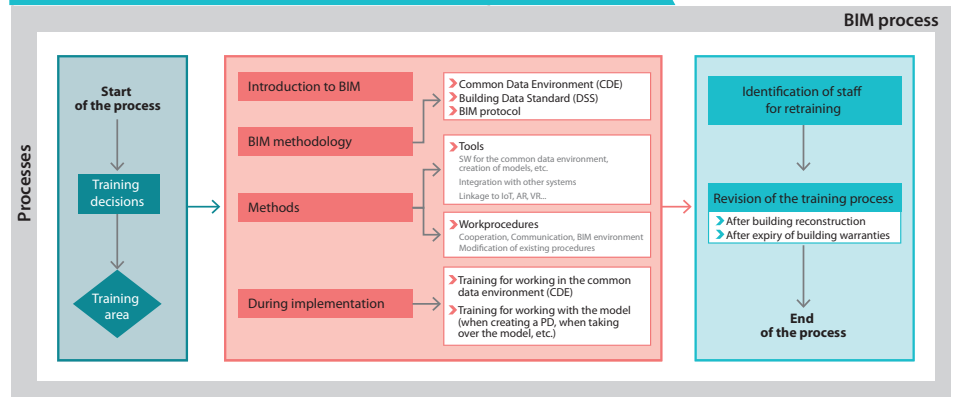 BIM process
Processes
Start
of the process
Training
decisions
Training
area
Introduction to BIM
BIM methodology
Methods
During implementation
Common Data Environment (CDE)
Building Data Standard (DSS)
BIM protocol
Tools
SW for the common data environment,
creation of models, etc.
Integration with other systems
Linkage to IoT, AR, VR...
Workprocedures
Cooperation, Communication, BIM environment
Modification of existing procedures
Training for working in the common
data environment (CDE)
Training for working with the model
(when creating a PD, when taking
over the model, etc.)
Identification of staff
for retraining
Revision of the training process
After building reconstruction
After expiry of building warranties
End
of the process